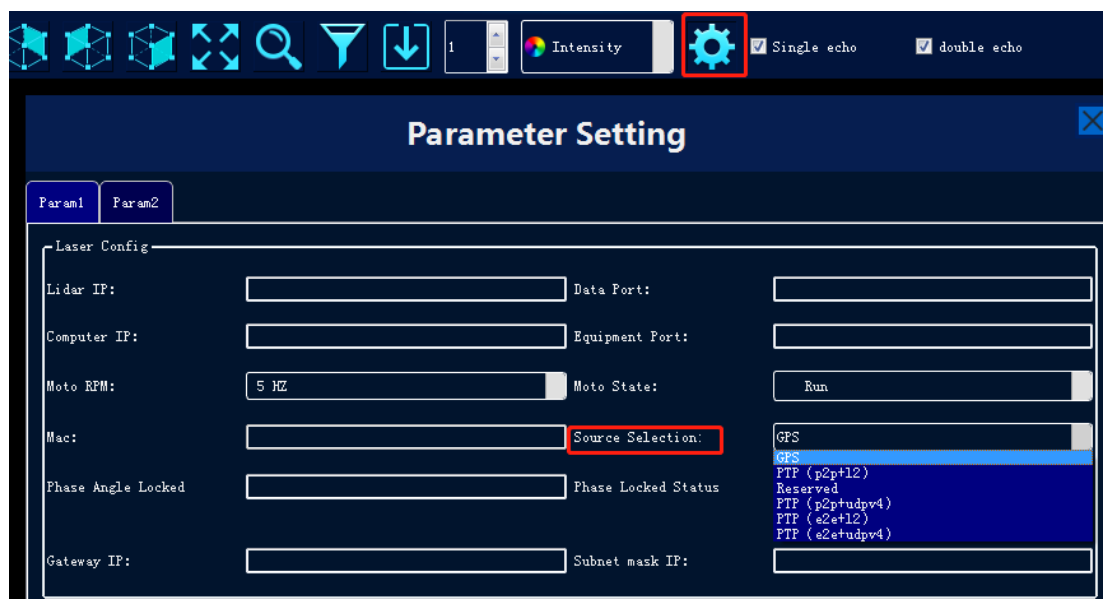 1 Intensity Single echo double echo
Parameter Setting
Param1 Param2
Laser Config
Lidar IP: Data Port:
Computer IP: Equipment Port:
Moto RPM: 5 HZ Moto State: Run
Mac: Source Selection: GPS
GPS
PTP (p2p+l2)
Phase Angle Locked Phase Locked Status Reserved
PTP (p2p+udpv4)
PTP (e2e+l2)
PTP (e2e+udpv4)
Gateway IP: Subnet mask IP: